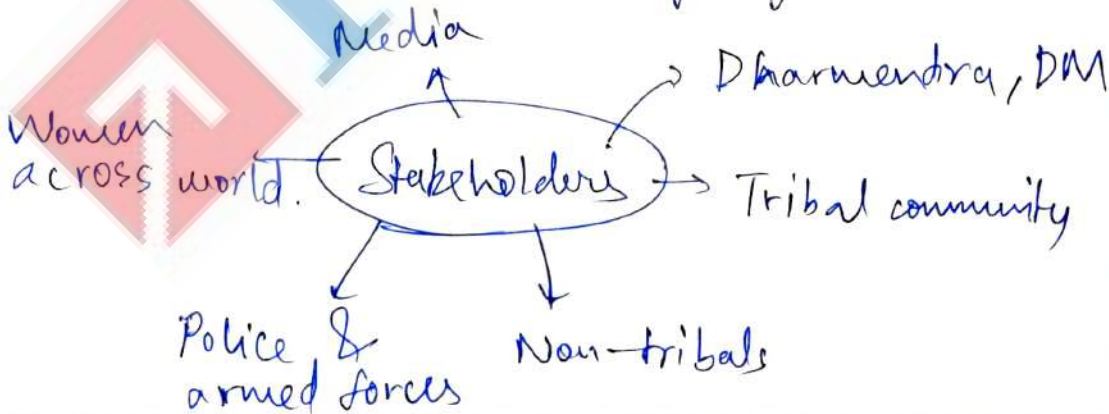 Media
Dharmendra, DM
Women
across world.
Stakeholders
Tribal community
Police &
armed forces
Non-tribals